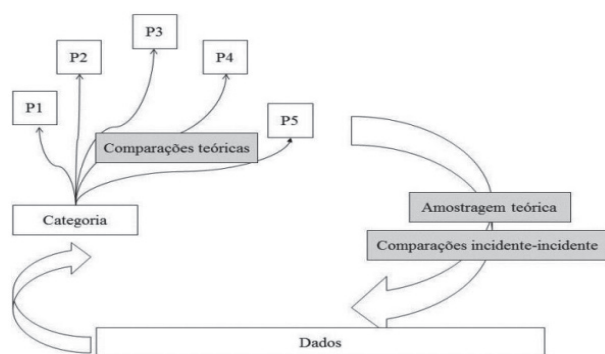 P3
P2
P4
P1
P5
Comparações teóricas
Categoria
Amostragem teórica
Comparações incidente-incidente
Dados